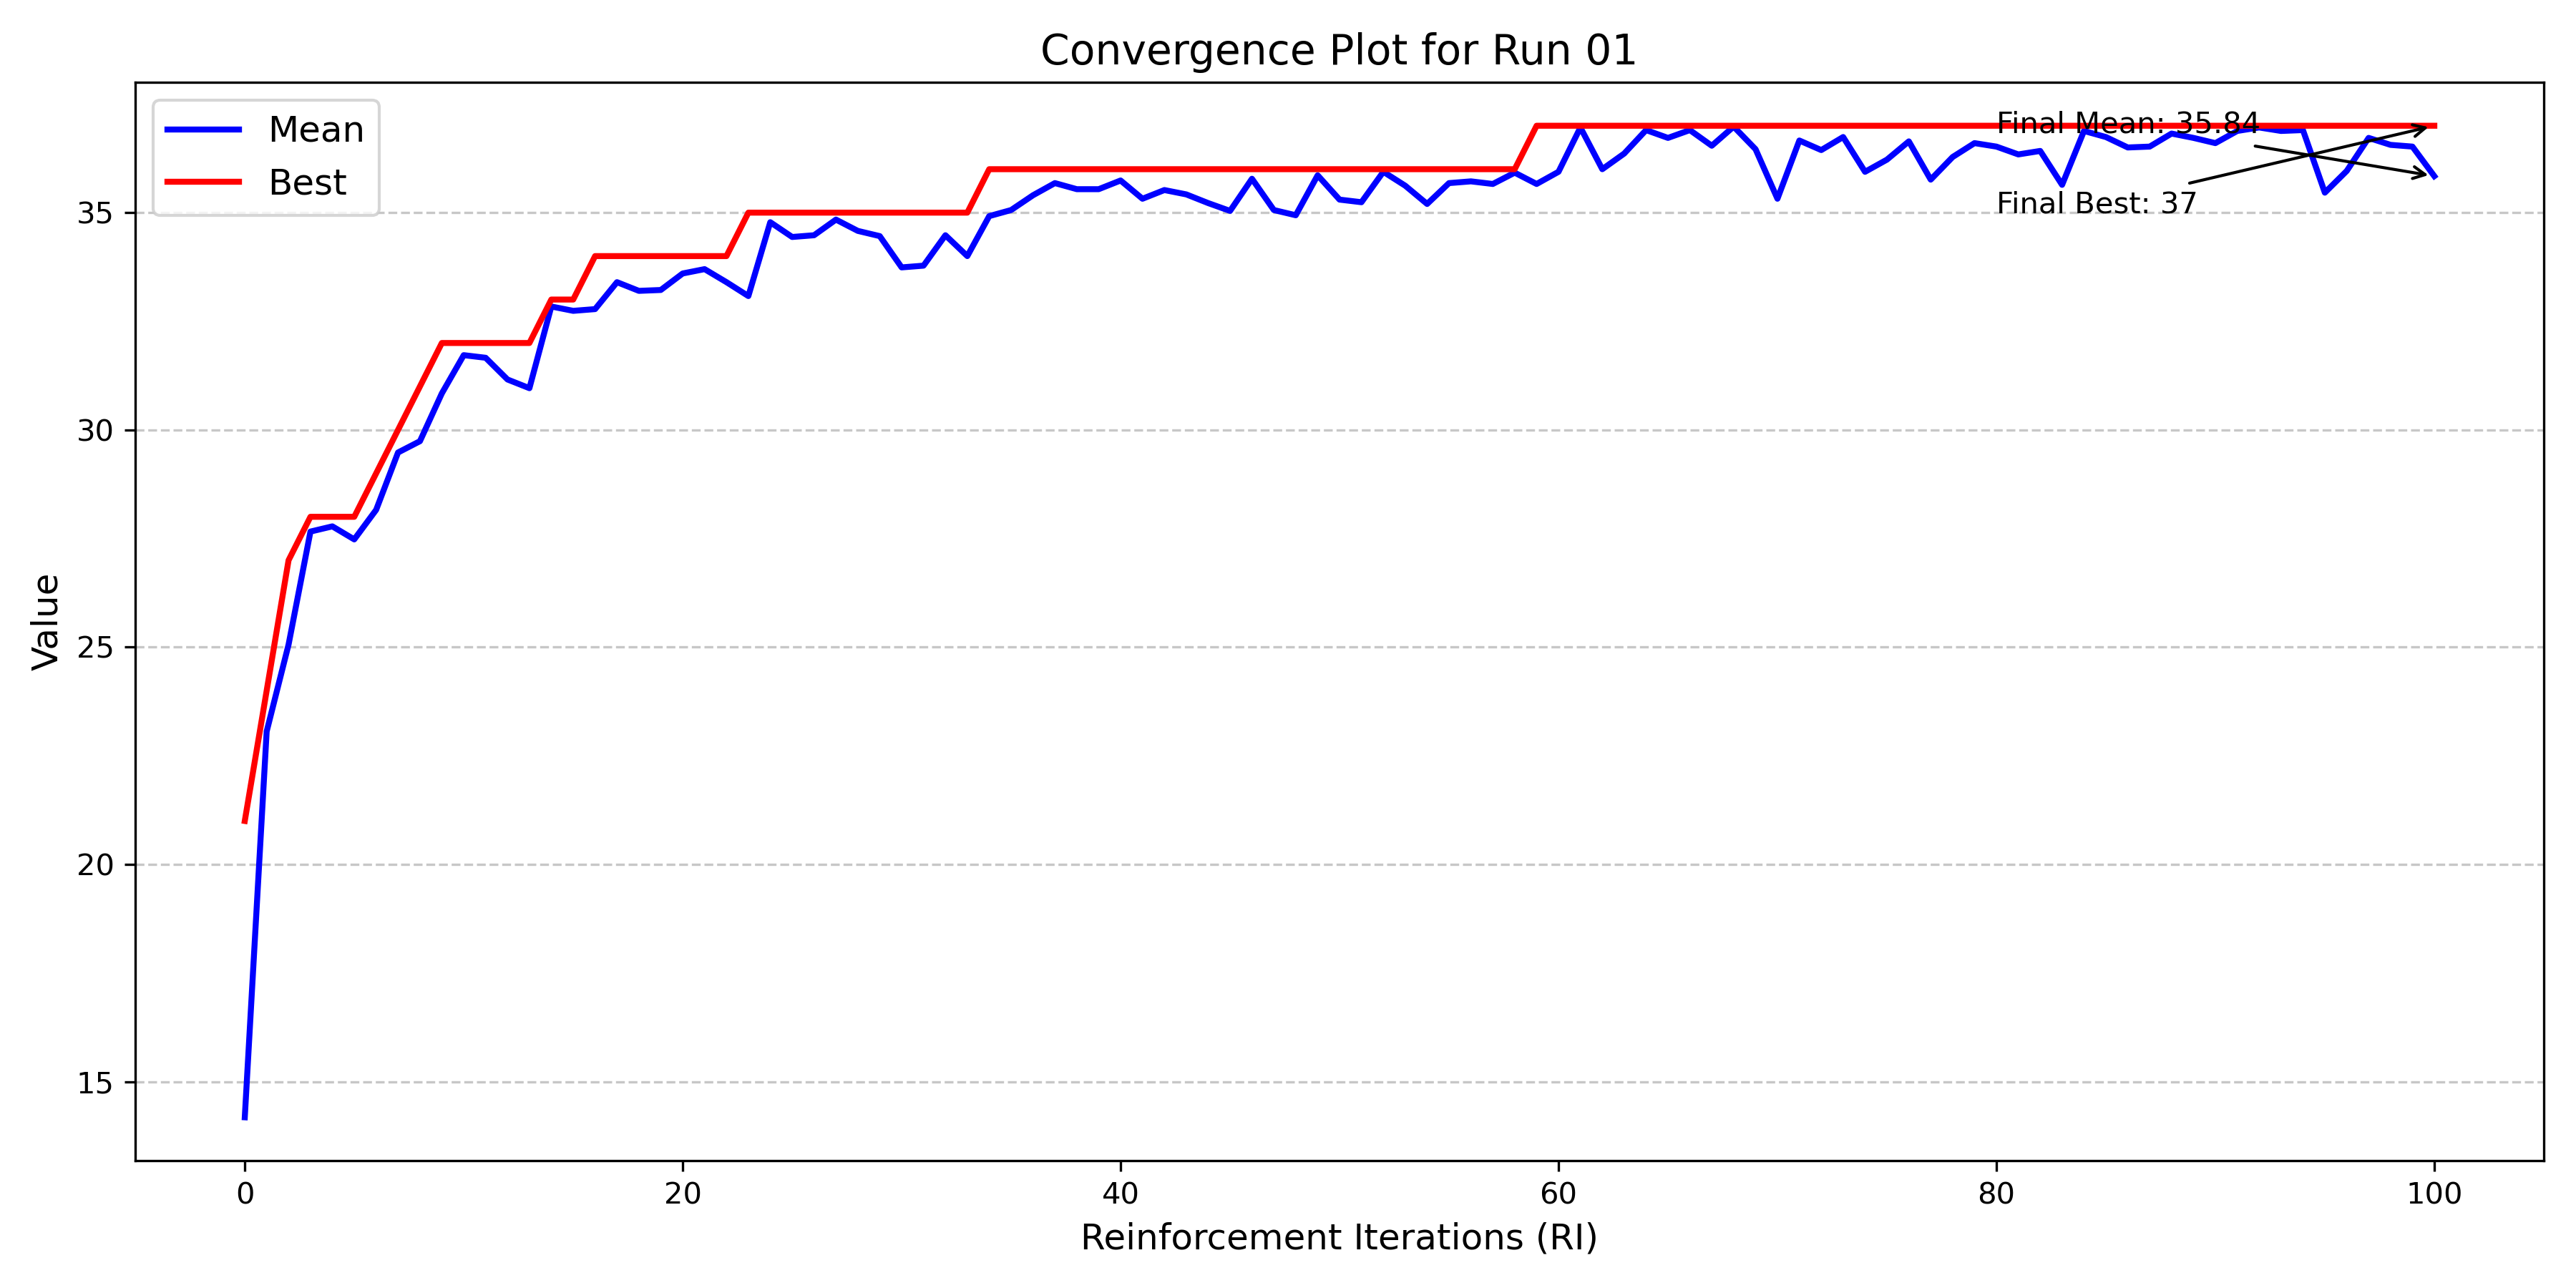 Convergence Plot for Run 01
Mean
Best
Final Mean: 35.84
Final Best: 37
Value
35
30
25
20
15
0
20
40
60
80
100
Reinforcement Iterations (RI)